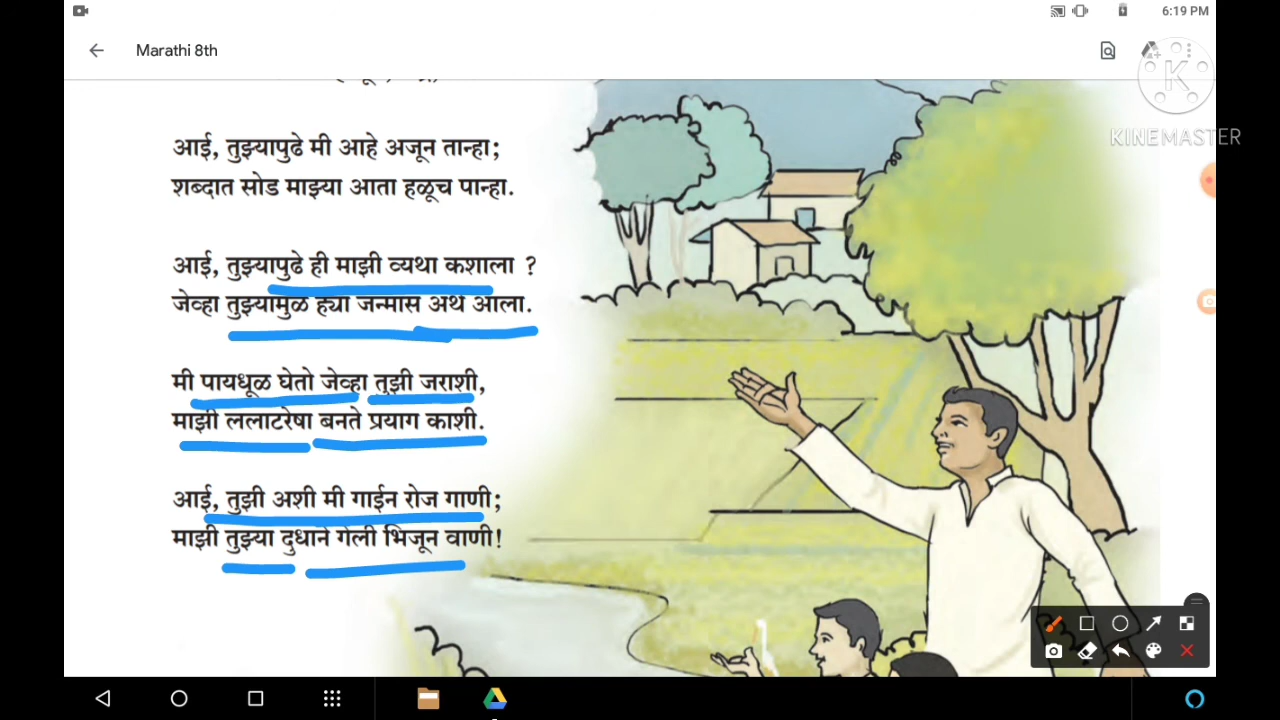 6:19 PM
Marathi 8th
K
KINEMASTER
आई, तुझ्यापुढे मी आहे अजून तान्हा;
शब्दात सोड माझ्या आता हळूच पान्हा.
आई, तुझ्यापुढे ही माझी व्यथा कशाला ?
जेव्हा तुझ्यामुळे ह्या जन्मास अर्थ आला.
मी पायधूळ घेतो जेव्हा तुझी जराशी,
माझी ललाटरेषा बनते प्रयाग काशी.
आई, तुझी अशी मी गाईन रोज गाणी;
माझी तुझ्या दुधाने गेली भिजून वाणी!